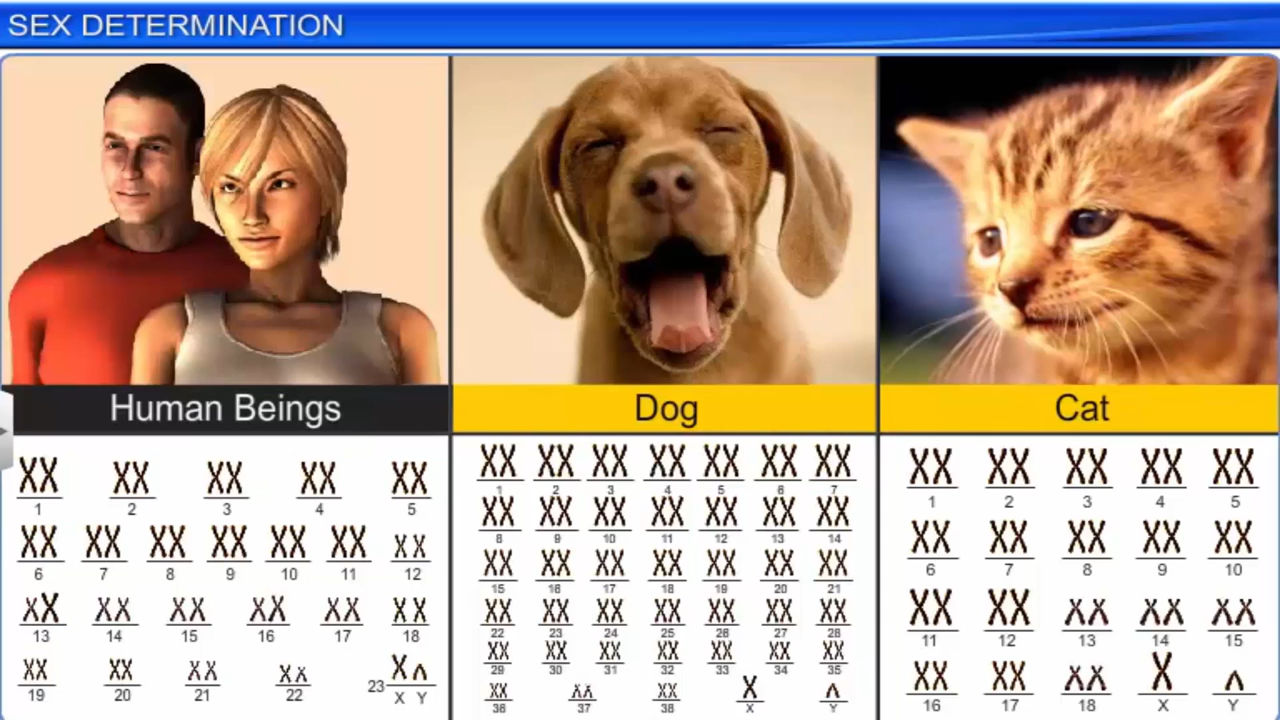 SEX DETERMINATION
Human Beings
1 2 3 4 5
6 7 8 9 10 11 12
13 14 15 16 17 18
19 20 21 22 23 X Y
Dog
1 2 3 4 5 6 7
8 9 10 11 12 13 14
15 16 17 18 19 20 21
22 23 24 25 26 27 28
29 30 31 32 33 34 35
36 37 38 X Y
Cat
1 2 3 4 5
6 7 8 9 10
11 12 13 14 15
16 17 18 X Y